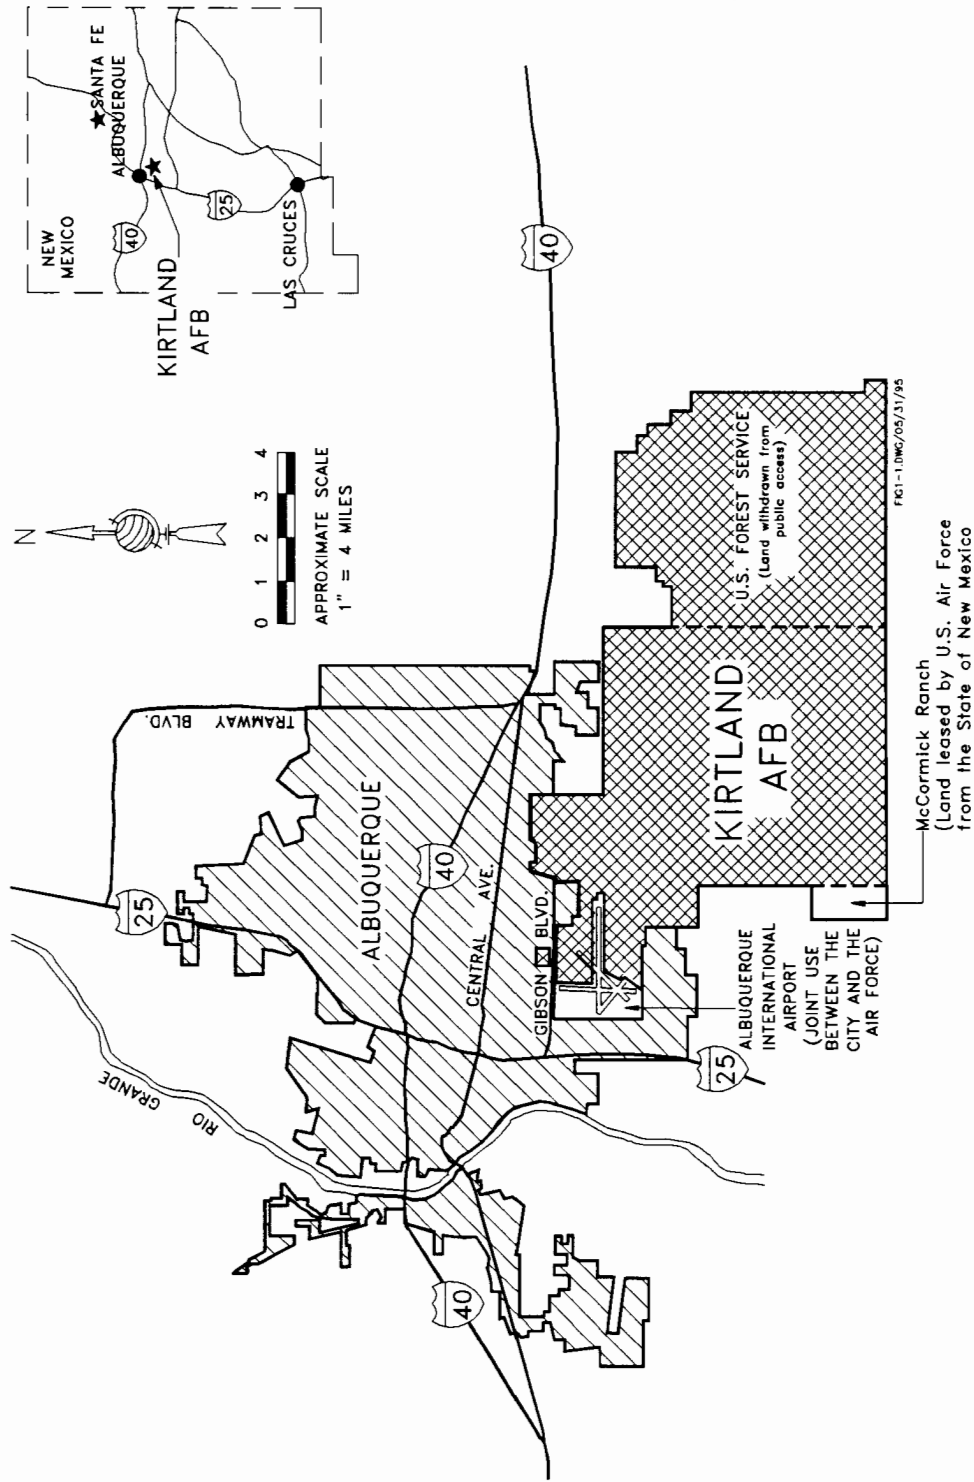 NEW
MEXICO
SANTA FE
ALBUQUERQUE
40
25
LAS CRUCES
KIRTLAND
AFB
N
0 1 2 3 4
APPROXIMATE SCALE
1" = 4 MILES
TRAMWAY
BLVD.
RIO GRANDE
25
ALBUQUERQUE
40
40
40
CENTRAL AVE.
GIBSON BLVD.
25
ALBUQUERQUE
INTERNATIONAL
AIRPORT
(JOINT USE
BETWEEN THE
CITY AND THE
AIR FORCE)
KIRTLAND
AFB
U.S. FOREST SERVICE
(Land withdrawn from
public access)
McCormick Ranch
(Land leased by U.S. Air Force
from the State of New Mexico
FIG1-1.DWG/05/31/95